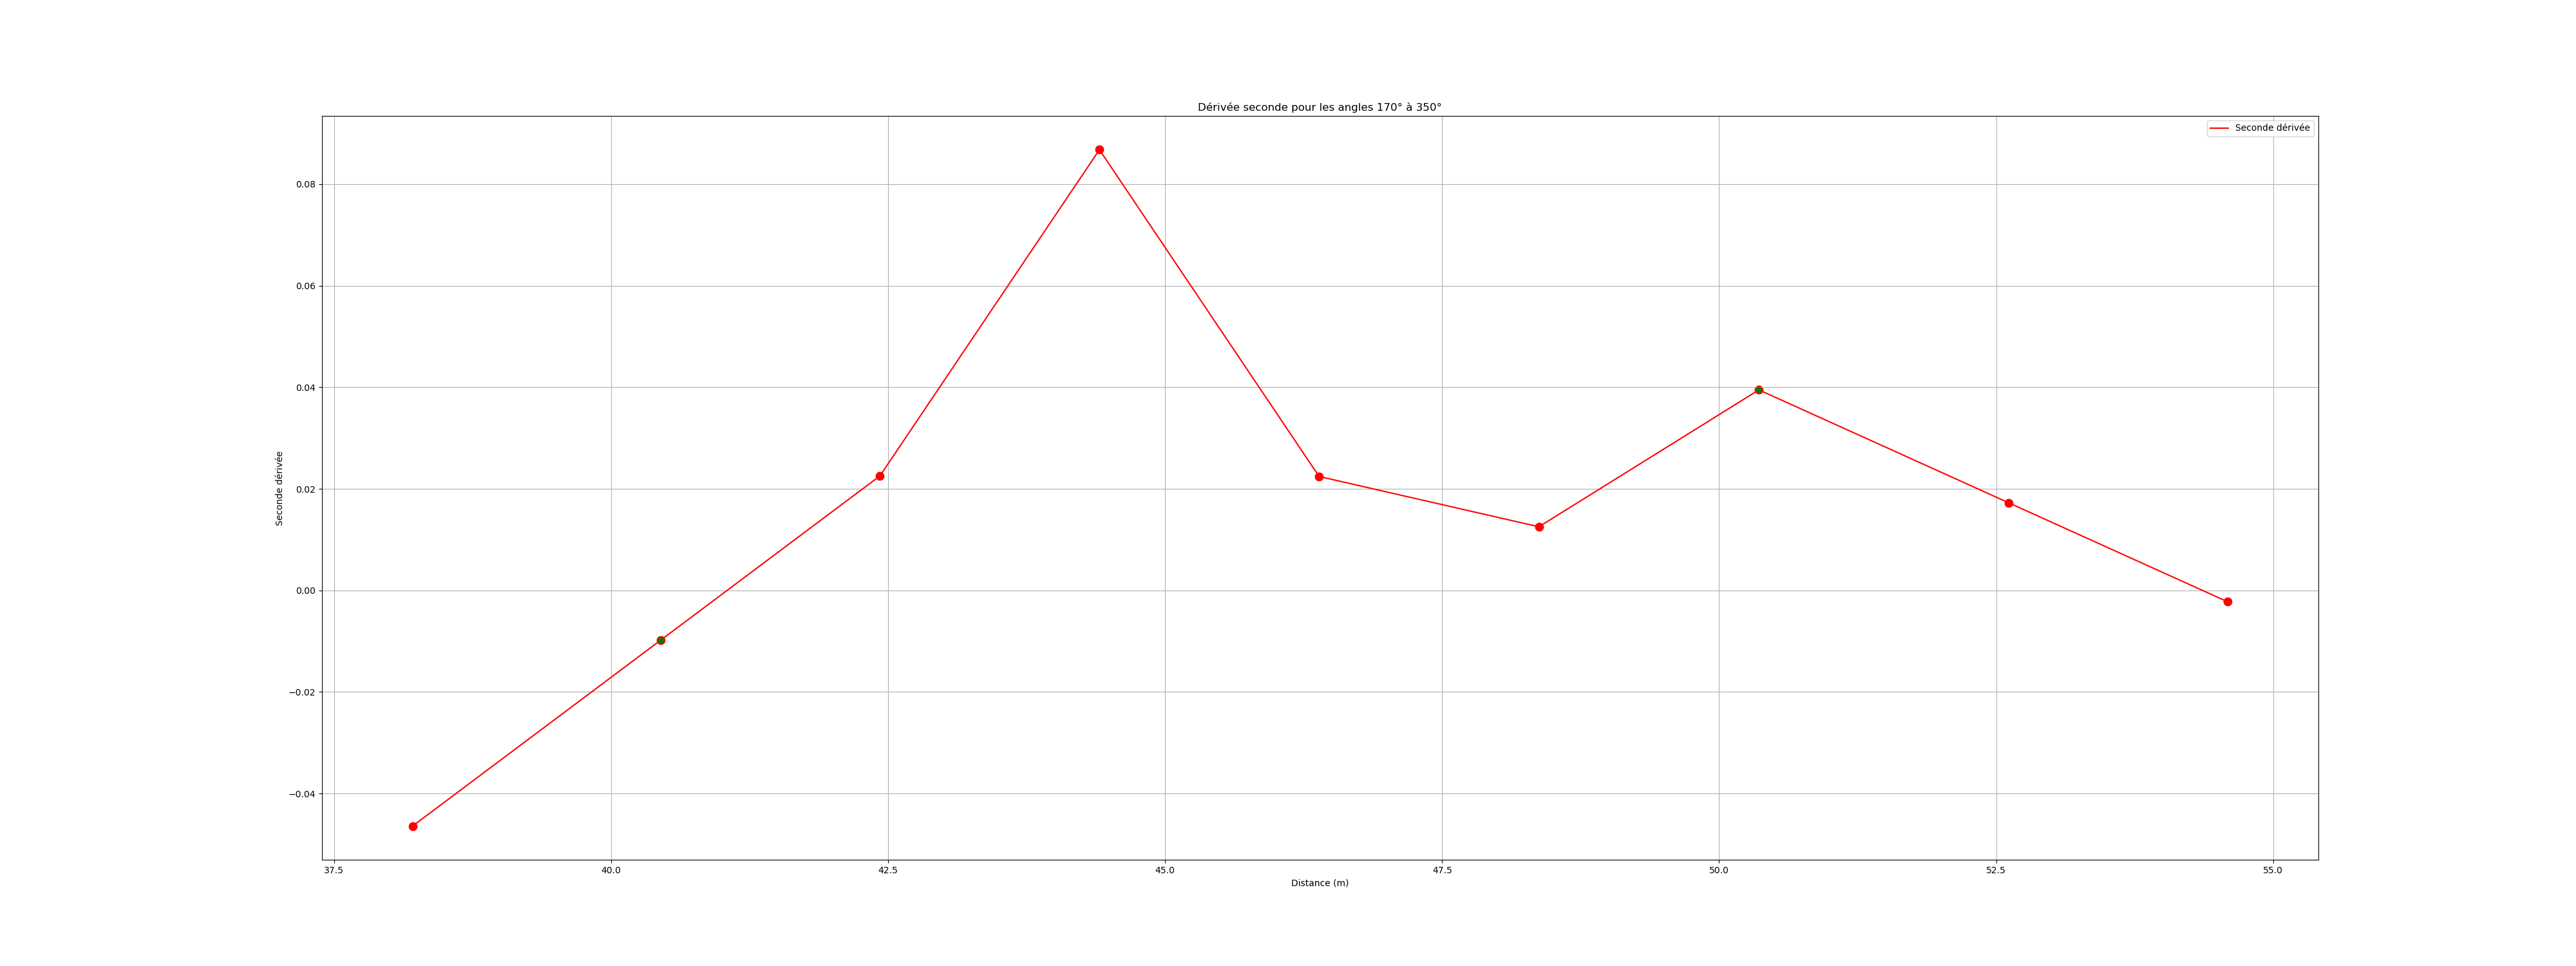 Dérivée seconde pour les angles 170° à 350°
Seconde dérivée
0.08
0.06
0.04
0.02
0.00
−0.02
−0.04
Seconde dérivée
37.5 40.0 42.5 45.0 47.5 50.0 52.5 55.0
Distance (m)